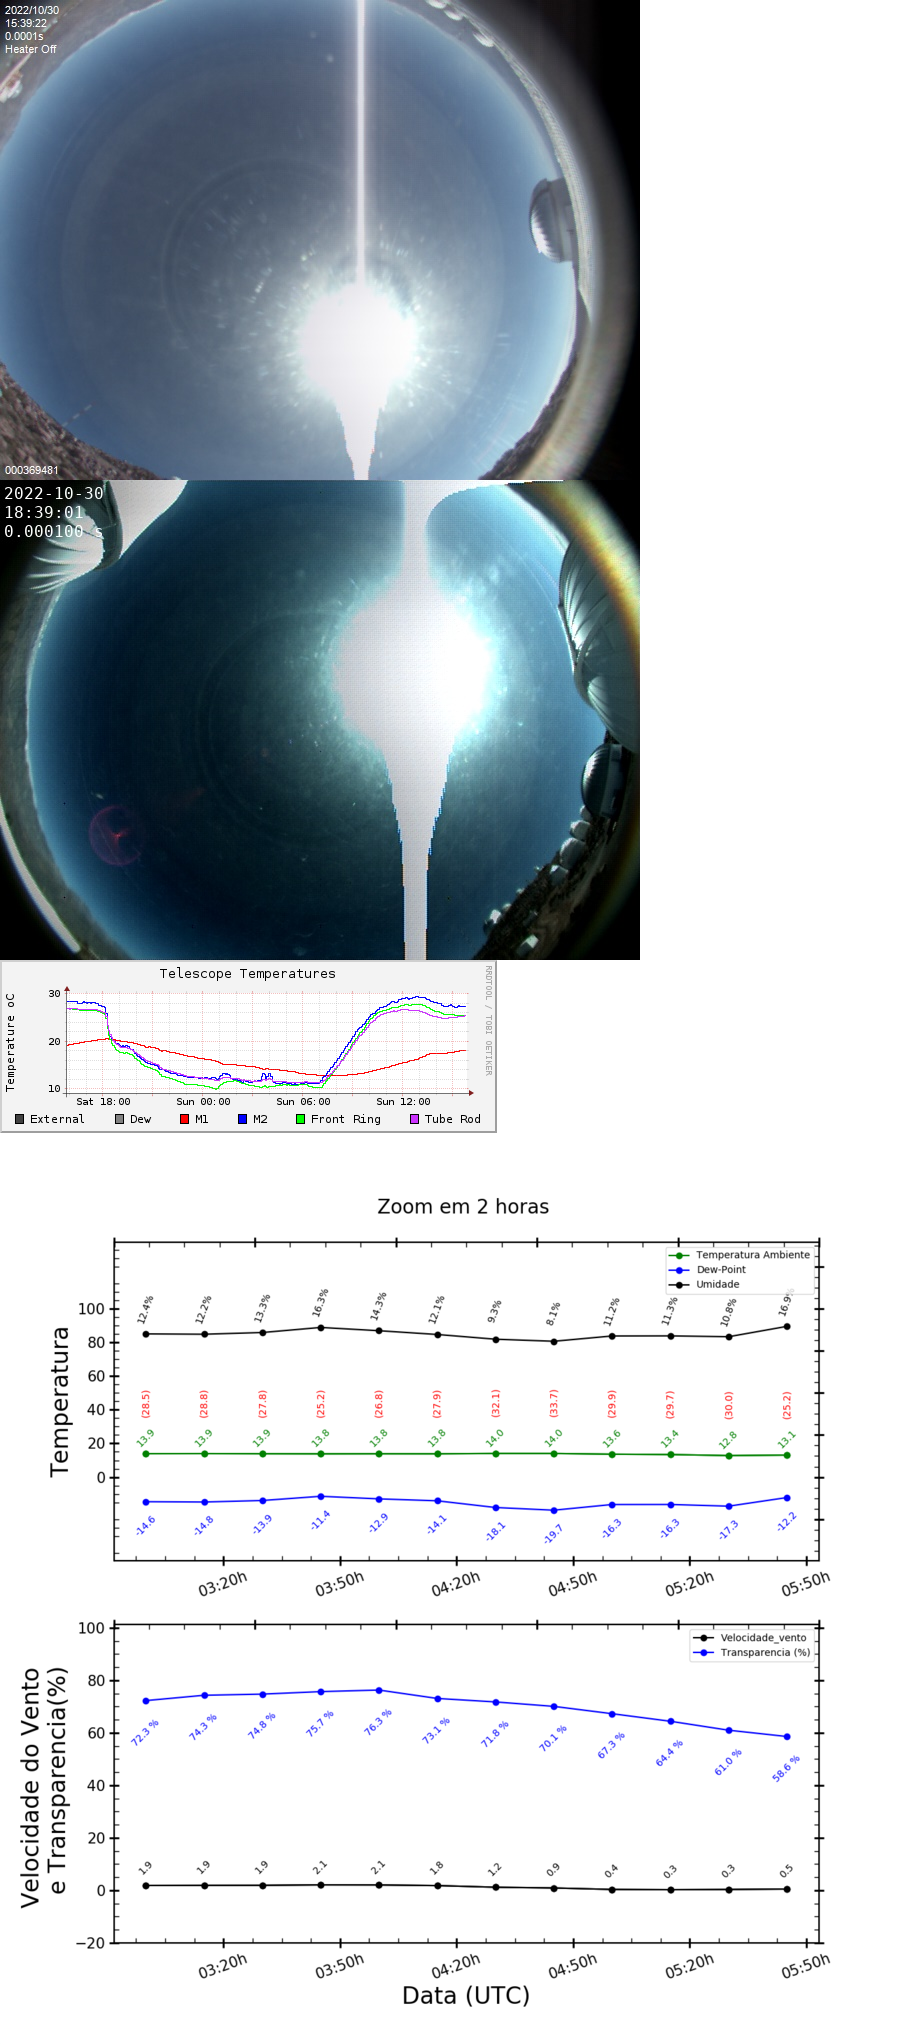 2022/10/30
15:39:22
0.0001s
Heater Off
000369481
2022-10-30
18:39:01
0.000100 s
Telescope Temperatures
RRDTOOL / TOBI OETIKER
Temperature oC
30
20
10
Sat 18:00 Sun 00:00 Sun 06:00 Sun 12:00
External Dew M1 M2 Front Ring Tube Rod
Zoom em 2 horas
Temperatura Ambiente
Dew-Point
Umidade
Temperatura
100
80
60
40
20
0
12.4% 12.2% 13.3% 16.3% 14.3% 12.1% 9.3% 8.1% 11.2% 11.3% 10.8% 16.9%
(28.5) (28.8) (27.8) (25.2) (26.8) (27.9) (32.1) (33.7) (29.9) (29.7) (30.0) (25.2)
13.9 13.9 13.9 13.8 13.8 13.8 14.0 14.0 13.6 13.4 12.8 13.1
-14.6 -14.8 -13.9 -11.4 -12.9 -14.1 -18.1 -19.7 -16.3 -16.3 -17.3 -12.2
03:20h 03:50h 04:20h 04:50h 05:20h 05:50h
Velocidade_vento
Transparencia (%)
Velocidade do Vento
e Transparencia(%)
100
80
60
40
20
0
−20
72.3 % 74.3 % 74.8 % 75.7 % 76.3 % 73.1 % 71.8 % 70.1 % 67.3 % 64.4 % 61.0 % 58.6 %
1.9 1.9 1.9 2.1 2.1 1.8 1.2 0.9 0.4 0.3 0.3 0.5
03:20h 03:50h 04:20h 04:50h 05:20h 05:50h
Data (UTC)